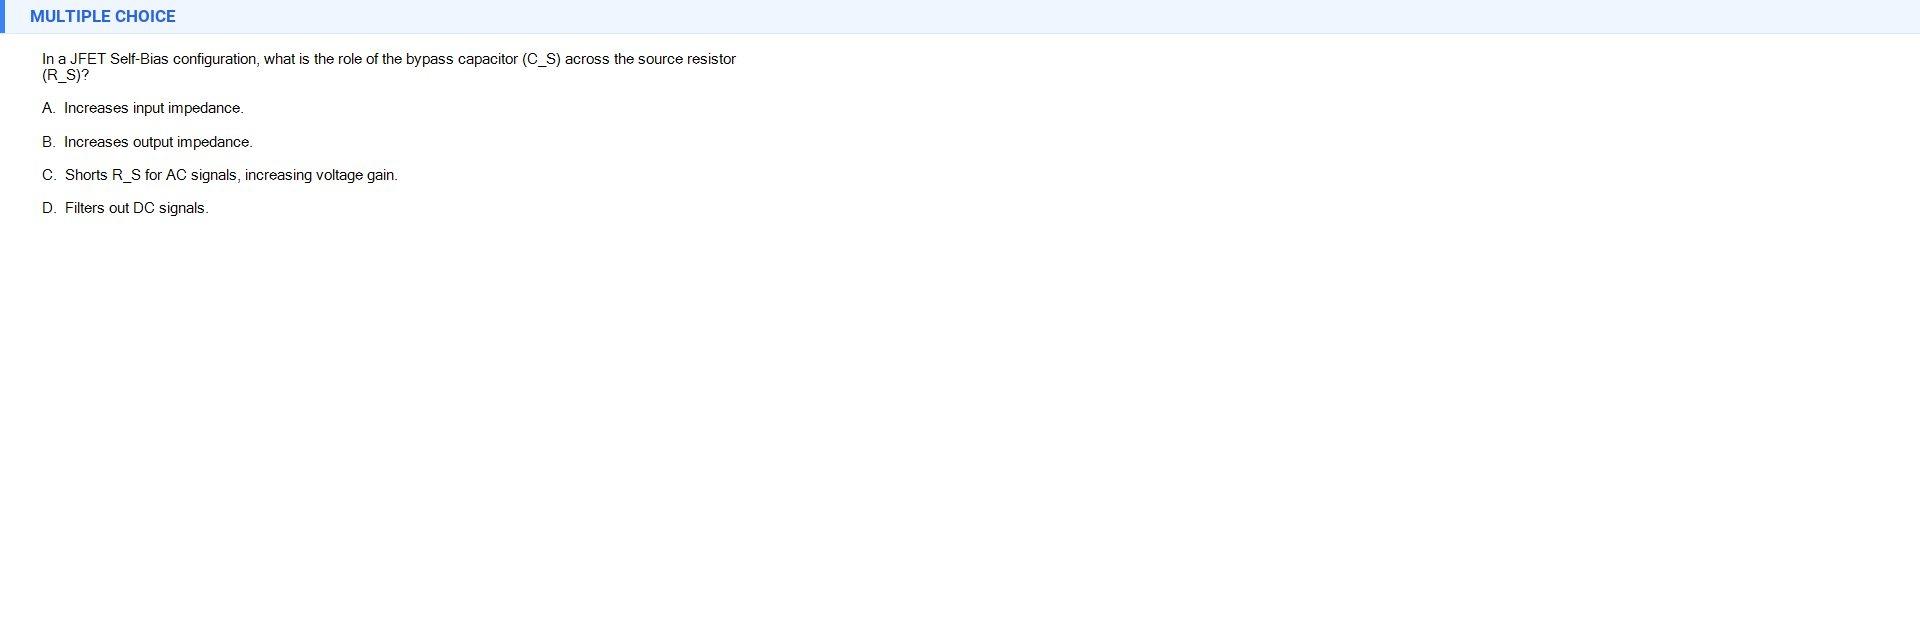 MULTIPLE CHOICE
In a JFET Self-Bias configuration, what is the role of the bypass capacitor (C_S) across the source resistor
(R_S)?
A. Increases input impedance.
B. Increases output impedance.
C. Shorts R_S for AC signals, increasing voltage gain.
D. Filters out DC signals.